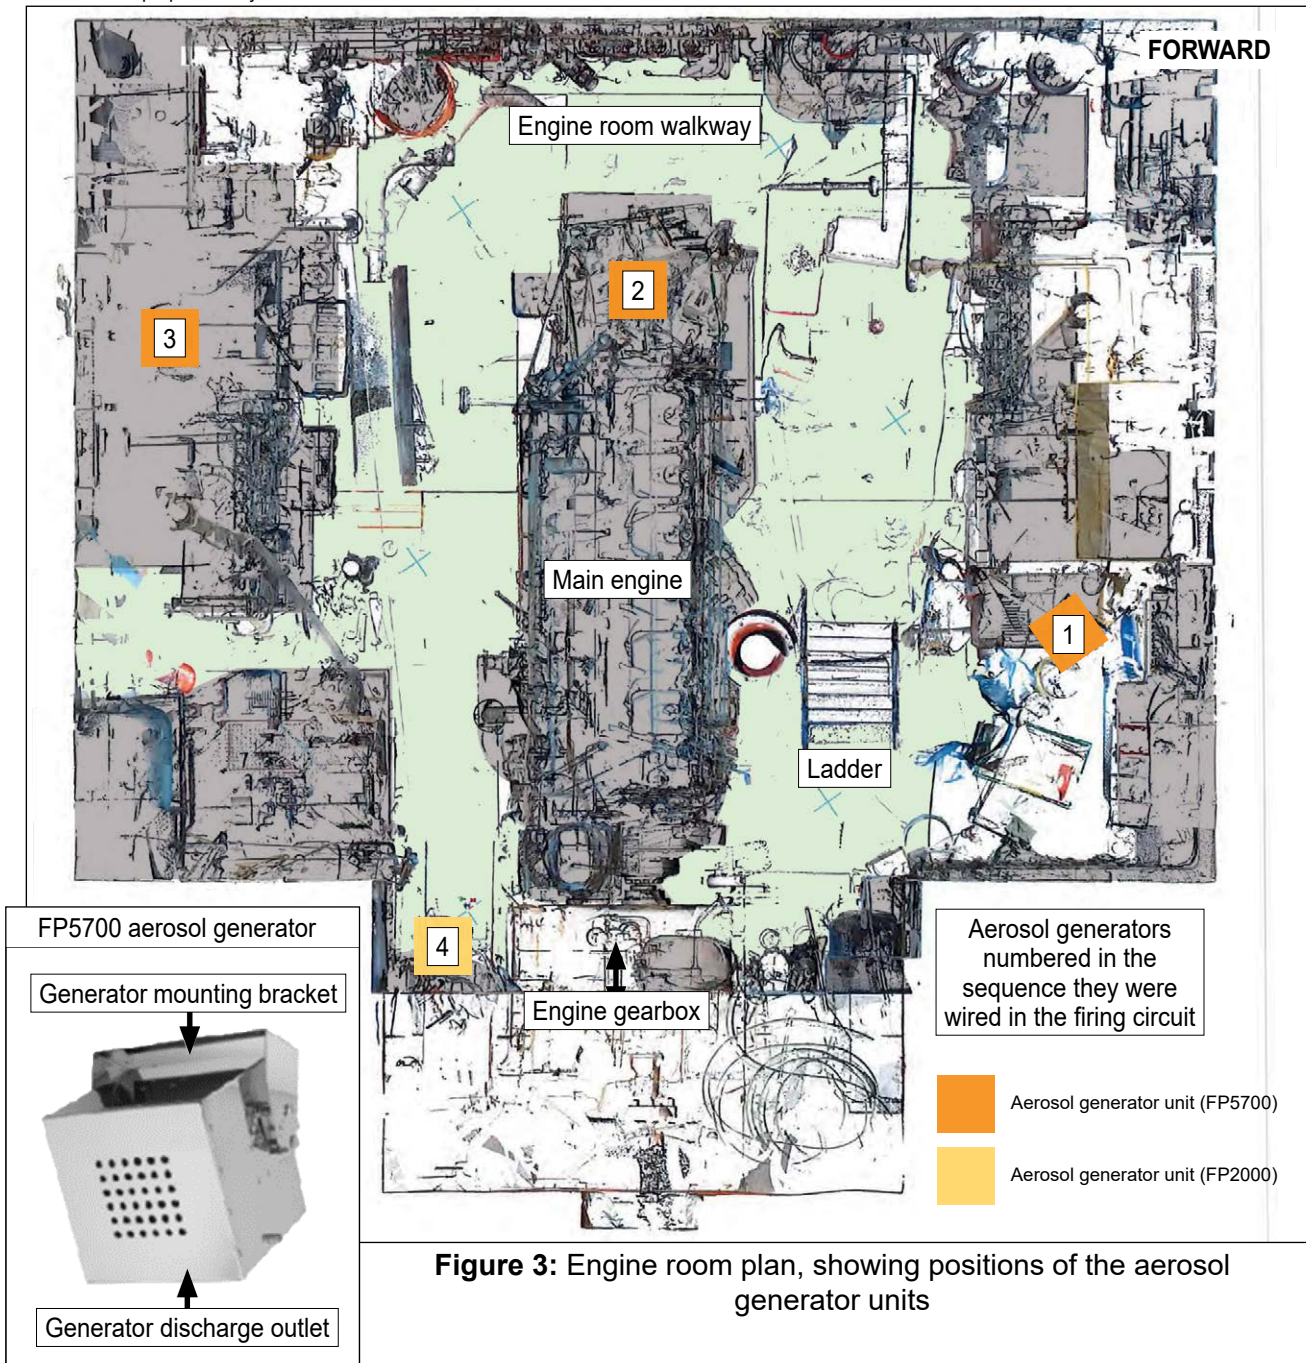 FORWARD
Engine room walkway
2
3
Main engine
1
Ladder
4
Engine gearbox
FP5700 aerosol generator
Generator mounting bracket
Generator discharge outlet
Aerosol generators
numbered in the
sequence they were
wired in the firing circuit
Aerosol generator unit (FP5700)
Aerosol generator unit (FP2000)
Figure 3: Engine room plan, showing positions of the aerosol
generator units